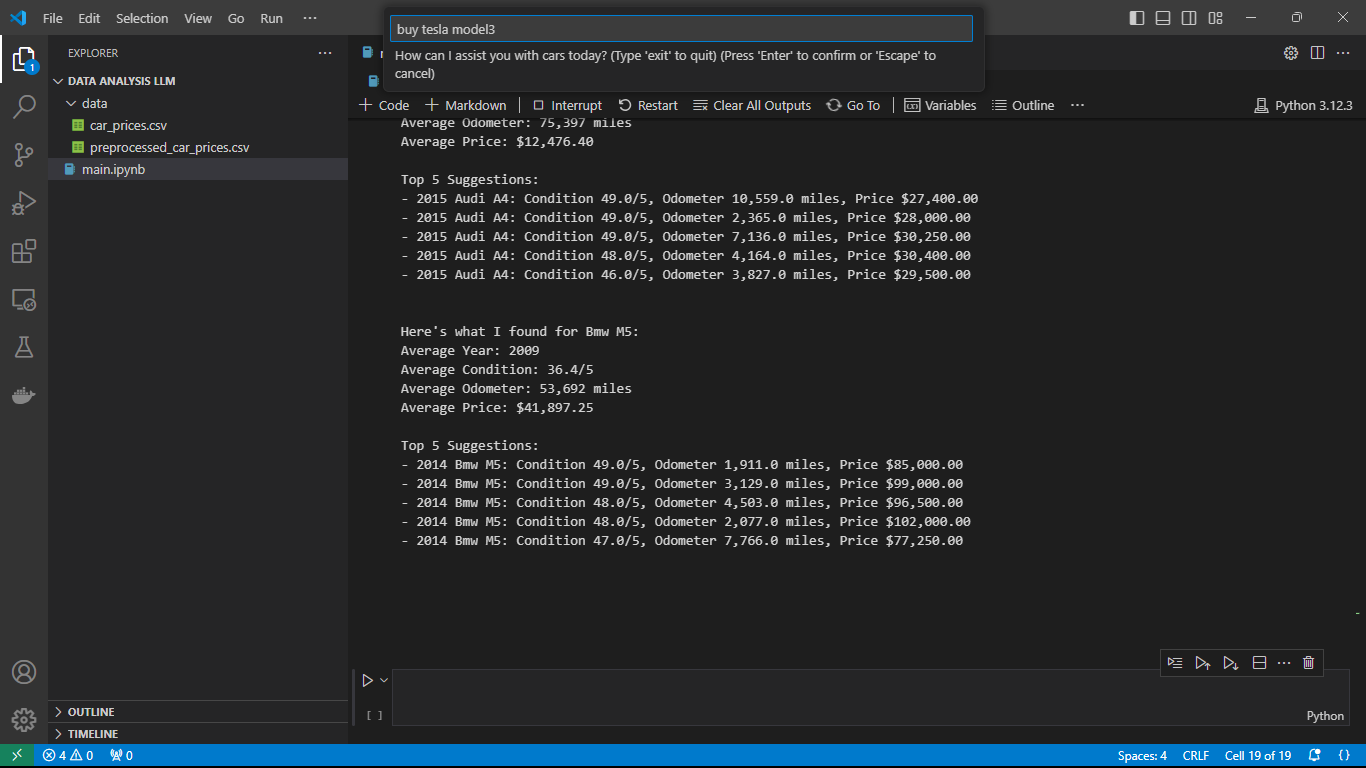 File Edit Selection View Go Run ···
buy tesla model3
How can I assist you with cars today? (Type 'exit' to quit) (Press 'Enter' to confirm or 'Escape' to
cancel)
EXPLORER ···
1
DATA ANALYSIS LLM
data
car_prices.csv
preprocessed_car_prices.csv
main.ipynb
Code Markdown Interrupt Restart Clear All Outputs Go To Variables Outline ··· Python 3.12.3
Average Odometer: 75,397 miles
Average Price: $12,476.40
Top 5 Suggestions:
- 2015 Audi A4: Condition 49.0/5, Odometer 10,559.0 miles, Price $27,400.00
- 2015 Audi A4: Condition 49.0/5, Odometer 2,365.0 miles, Price $28,000.00
- 2015 Audi A4: Condition 49.0/5, Odometer 7,136.0 miles, Price $30,250.00
- 2015 Audi A4: Condition 48.0/5, Odometer 4,164.0 miles, Price $30,400.00
- 2015 Audi A4: Condition 46.0/5, Odometer 3,827.0 miles, Price $29,500.00
Here's what I found for Bmw M5:
Average Year: 2009
Average Condition: 36.4/5
Average Odometer: 53,692 miles
Average Price: $41,897.25
Top 5 Suggestions:
- 2014 Bmw M5: Condition 49.0/5, Odometer 1,911.0 miles, Price $85,000.00
- 2014 Bmw M5: Condition 49.0/5, Odometer 3,129.0 miles, Price $99,000.00
- 2014 Bmw M5: Condition 48.0/5, Odometer 4,503.0 miles, Price $96,500.00
- 2014 Bmw M5: Condition 48.0/5, Odometer 2,077.0 miles, Price $102,000.00
- 2014 Bmw M5: Condition 47.0/5, Odometer 7,766.0 miles, Price $77,250.00
[ ]
Python
OUTLINE
TIMELINE
4 0 0 Spaces: 4 CRLF Cell 19 of 19 {}